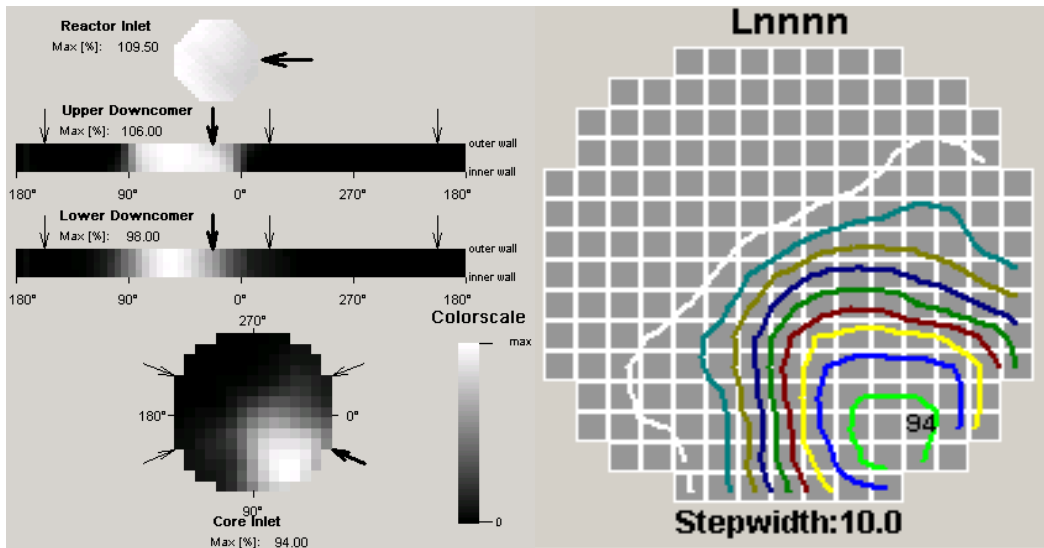 Reactor Inlet
Max [%]: 109.50
Upper Downcomer
Max [%]: 106.00
outer wall
inner wall
180° 90° 0° 270° 180°
Lower Downcomer
Max [%]: 98.00
outer wall
inner wall
180° 90° 0° 270° 180°
Colorscale
max
0
270°
180° 0°
90°
Core Inlet
Max [%]: 94.00
Lnnnn
94
Stepwidth:10.0